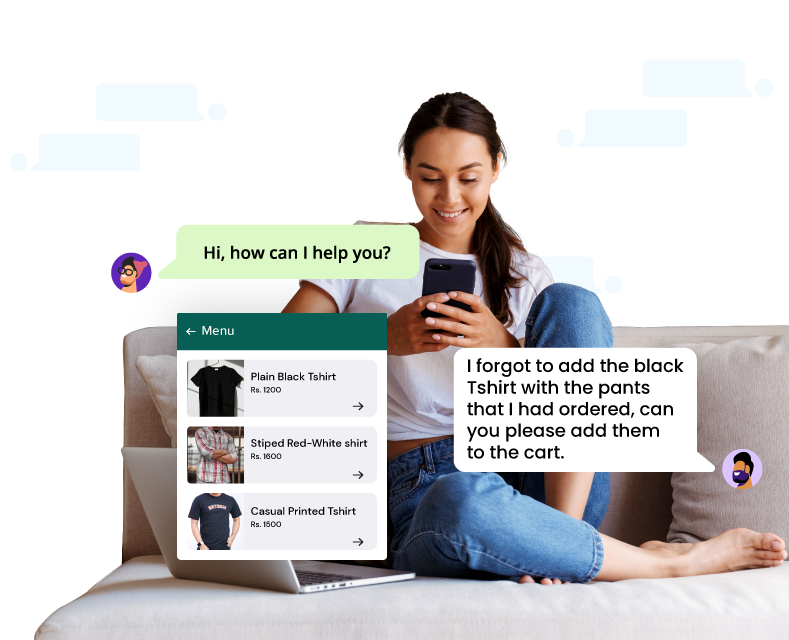 Hi, how can I help you?
← Menu
Plain Black Tshirt
Rs. 1200
→
Stiped Red-White shirt
Rs. 1600
→
Casual Printed Tshirt
Rs. 1500
→
I forgot to add the black
Tshirt with the pants
that I had ordered, can
you please add them
to the cart.